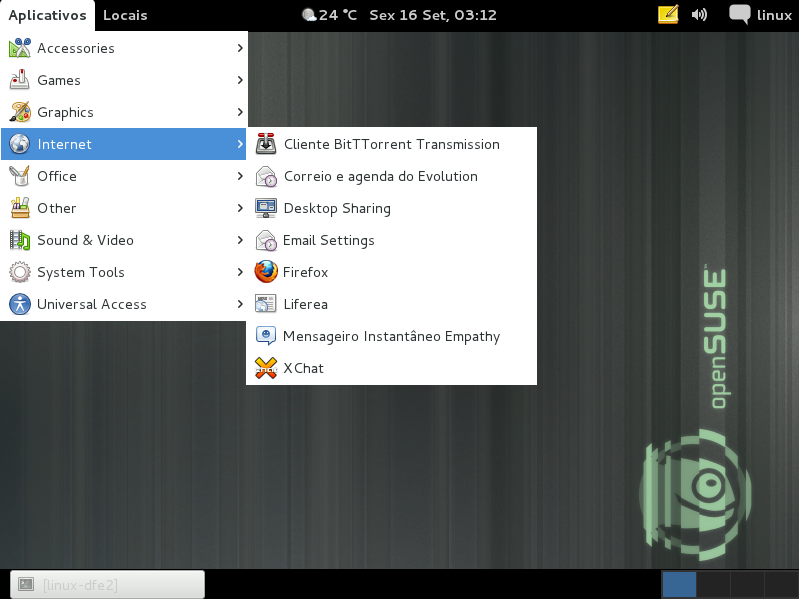 Aplicativos Locais 24 °C Sex 16 Set, 03:12 linux
Accessories
Games
Graphics
Internet
Office
Other
Sound & Video
System Tools
Universal Access
Cliente BitTTorrent Transmission
Correio e agenda do Evolution
Desktop Sharing
Email Settings
Firefox
Liferea
Mensageiro Instantâneo Empathy
XChat
openSUSE
[linux-dfe2]